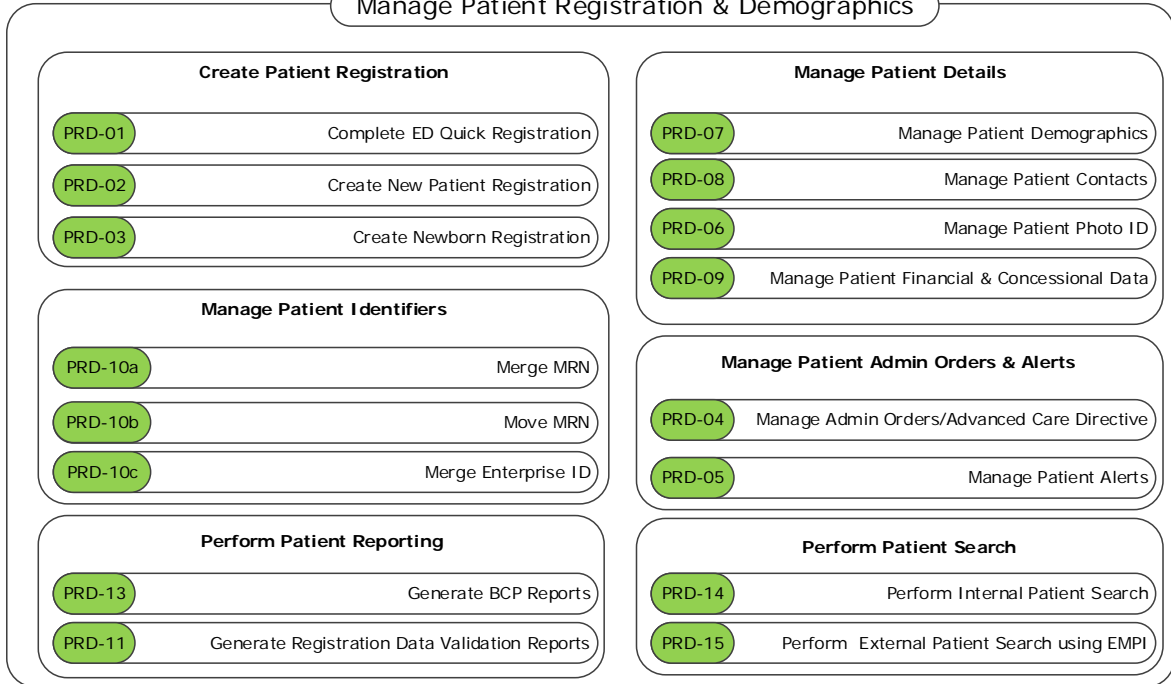 Manage Patient Registration & Demographics
Create Patient Registration
PRD-01 Complete ED Quick Registration
PRD-02 Create New Patient Registration
PRD-03 Create Newborn Registration
Manage Patient Identifiers
PRD-10a Merge MRN
PRD-10b Move MRN
PRD-10c Merge Enterprise ID
Perform Patient Reporting
PRD-13 Generate BCP Reports
PRD-11 Generate Registration Data Validation Reports
Manage Patient Details
PRD-07 Manage Patient Demographics
PRD-08 Manage Patient Contacts
PRD-06 Manage Patient Photo ID
PRD-09 Manage Patient Financial & Concessional Data
Manage Patient Admin Orders & Alerts
PRD-04 Manage Admin Orders/Advanced Care Directive
PRD-05 Manage Patient Alerts
Perform Patient Search
PRD-14 Perform Internal Patient Search
PRD-15 Perform External Patient Search using EMPI